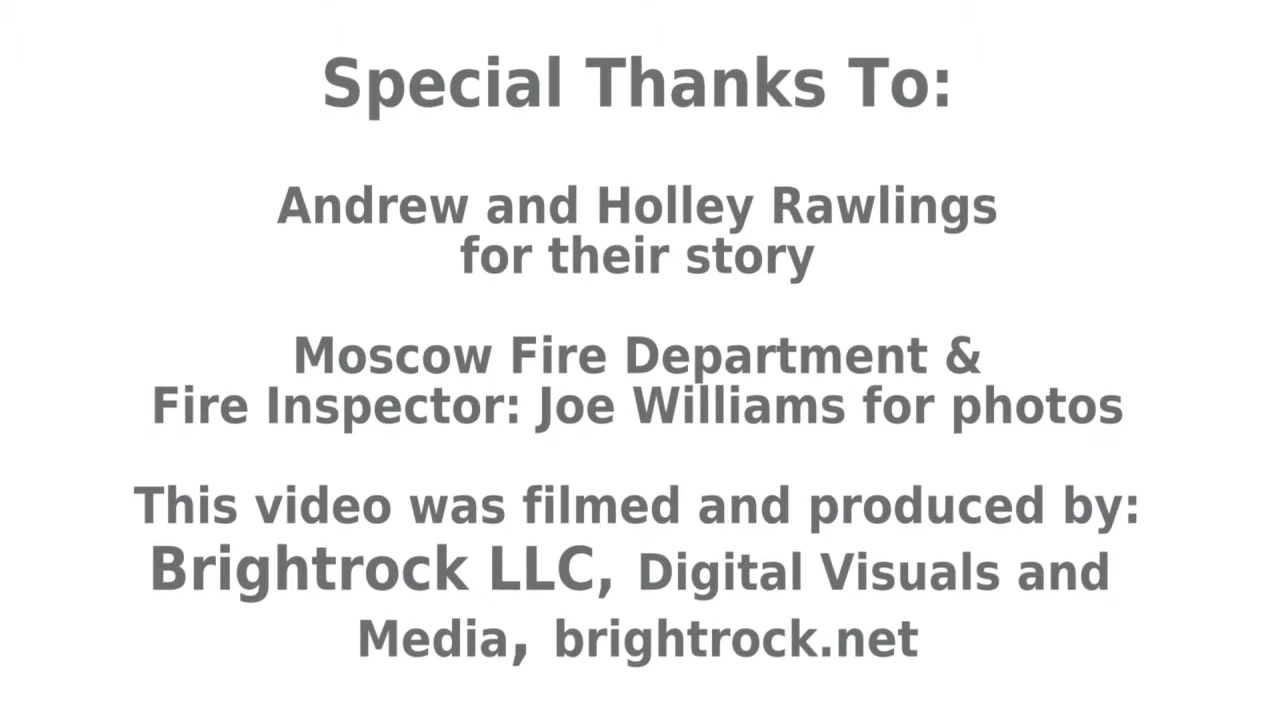 Special Thanks To:
Andrew and Holley Rawlings
for their story
Moscow Fire Department &
Fire Inspector: Joe Williams for photos
This video was filmed and produced by:
Brightrock LLC, Digital Visuals and
Media, brightrock.net